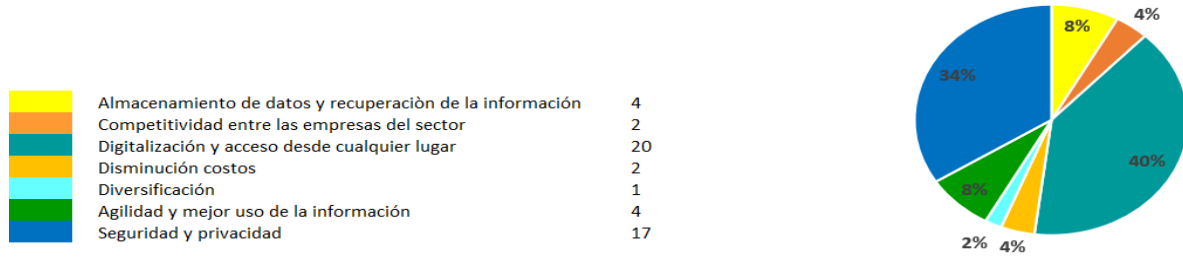 Almacenamiento de datos y recuperaciòn de la información 4
Competitividad entre las empresas del sector 2
Digitalización y acceso desde cualquier lugar 20
Disminución costos 2
Diversificación 1
Agilidad y mejor uso de la información 4
Seguridad y privacidad 17
8%
4%
34%
40%
8%
2%
4%